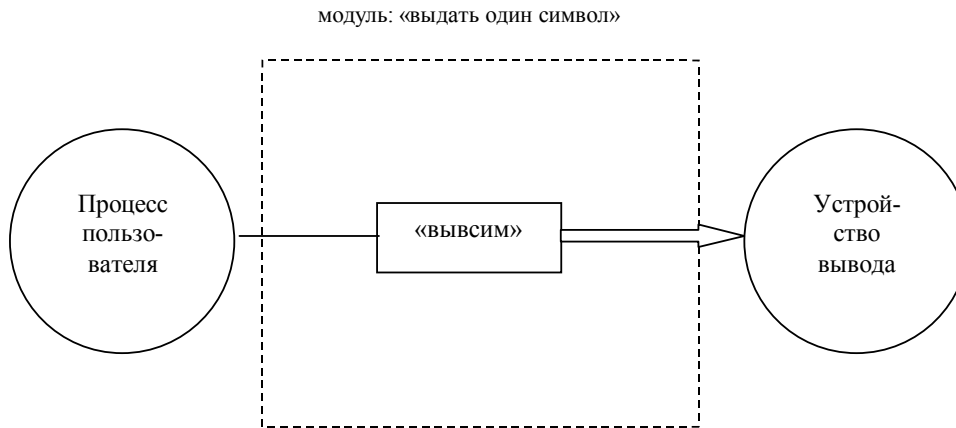 модуль: «выдать один символ»
Процесс
пользо-
вателя
«вывсим»
Устрой-
ство
вывода